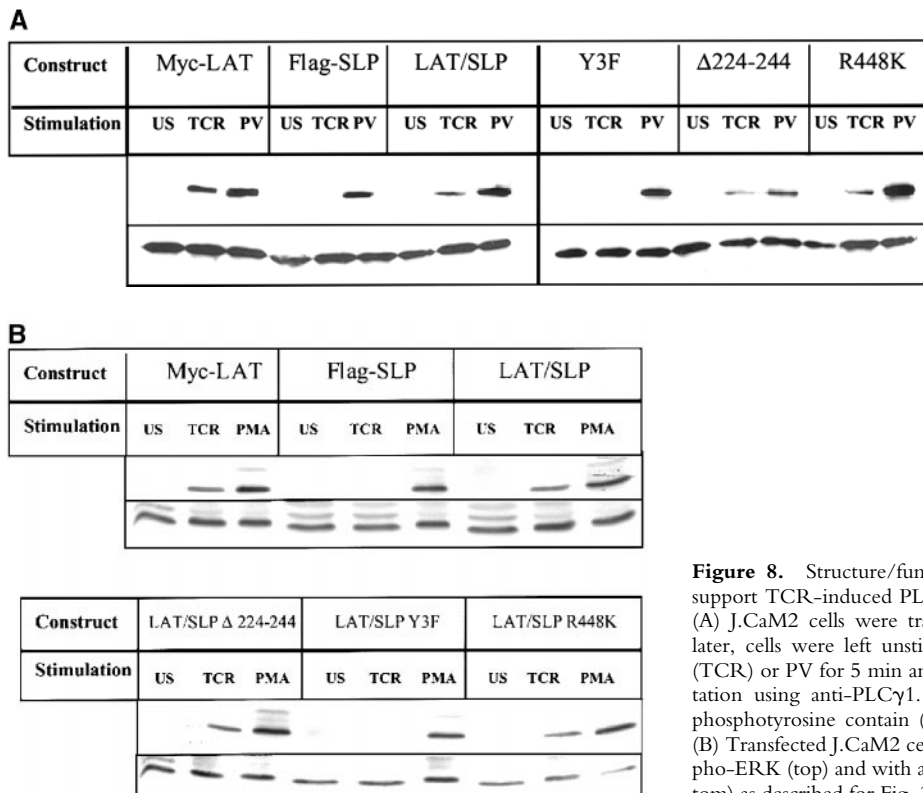 A
Construct Myc-LAT Flag-SLP LAT/SLP Y3F Δ224-244 R448K
Stimulation US TCR PV US TCR PV US TCR PV US TCR PV US TCR PV US TCR PV
B
Construct Myc-LAT Flag-SLP LAT/SLP
Stimulation US TCR PMA US TCR PMA US TCR PMA
Construct LAT/SLP Δ 224-244 LAT/SLP Y3F LAT/SLP R448K
Stimulation US TCR PMA US TCR PMA US TCR PMA
Figure 8. Structure/fun
support TCR-induced PL
(A) J.CaM2 cells were tra
later, cells were left unsti
(TCR) or PV for 5 min an
tation using anti-PLCγ1.
phosphotyrosine contain (
(B) Transfected J.CaM2 ce
pho-ERK (top) and with a